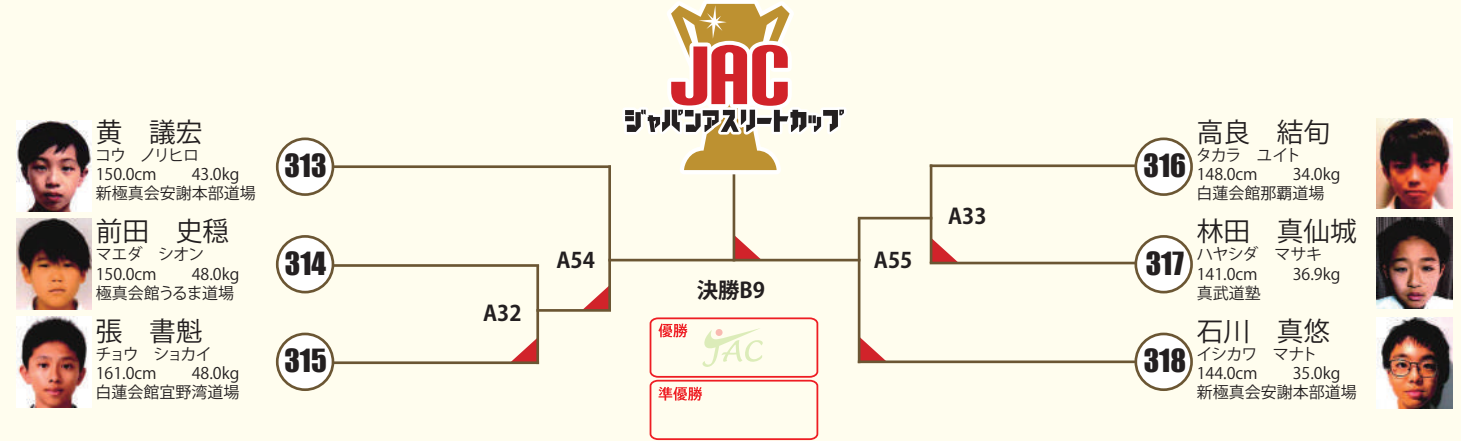 JAC
ジャパンアスリートカップ
黄　議宏
コウ　ノリヒロ
150.0cm　43.0kg
新極真会安謝本部道場
313
前田　史穏
マエダ　シオン
150.0cm　48.0kg
極真会館うるま道場
314
張　書魁
チョウ　ショカイ
161.0cm　48.0kg
白蓮会館宜野湾道場
315
A32
A54
決勝B9
優勝
JAC
準優勝
A55
A33
316
高良　結旬
タカラ　ユイト
148.0cm　34.0kg
白蓮会館那覇道場
317
林田　真仙城
ハヤシダ　マサキ
141.0cm　36.9kg
真武道塾
318
石川　真悠
イシカワ　マナト
144.0cm　35.0kg
新極真会安謝本部道場